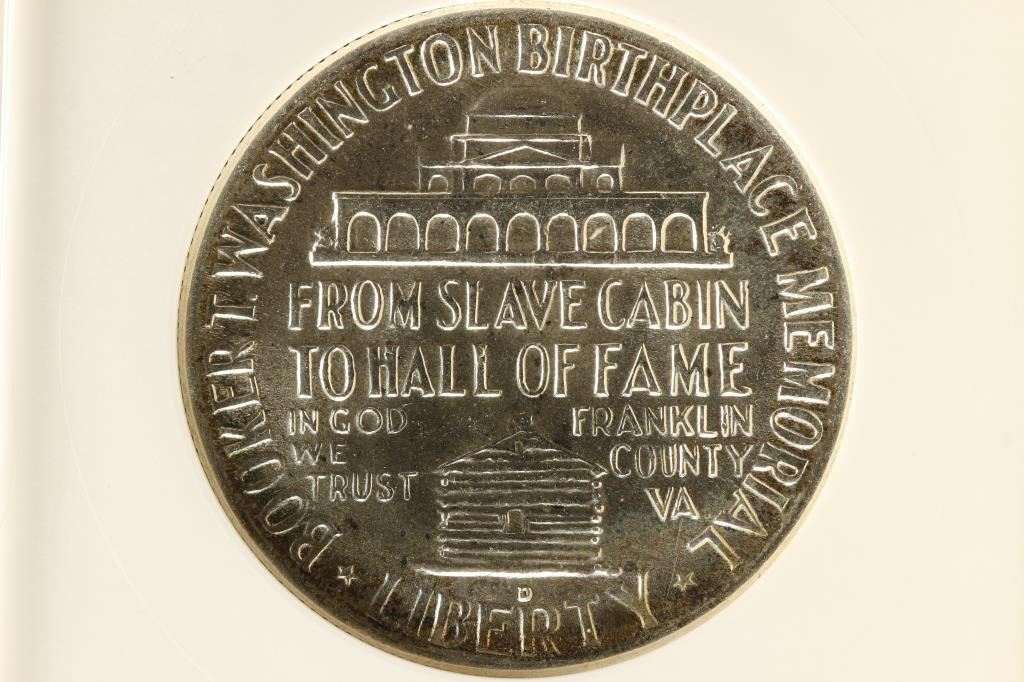 BOOKER T. WASHINGTON BIRTHPLACE MEMORIAL
FROM SLAVE CABIN
TO HALL OF FAME
IN GOD
WE
TRUST
FRANKLIN
COUNTY
VA
D
LIBERTY